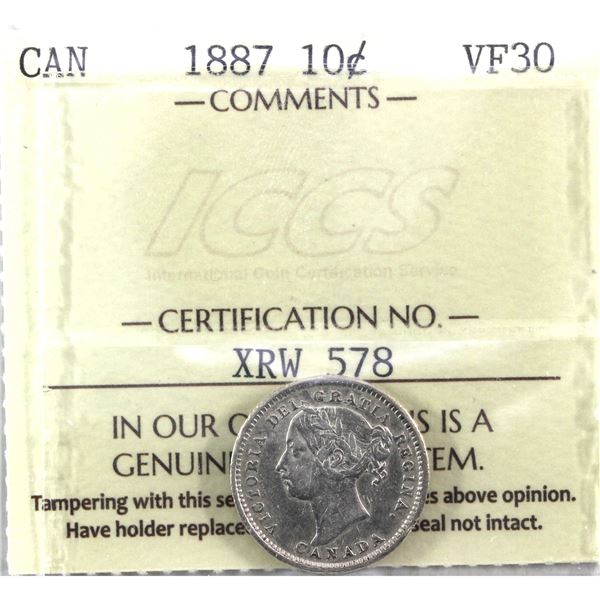 CAN 1887 10¢ VF30
— COMMENTS —
ICCS
International Coin Certification Service
— CERTIFICATION NO. —
XRW 578
IN OUR S IS A
GENUIN TEM.
Tampering with this se s above opinion.
Have holder replace seal not intact.
VICTORIA DEI GRATIA REGINA.
CANADA